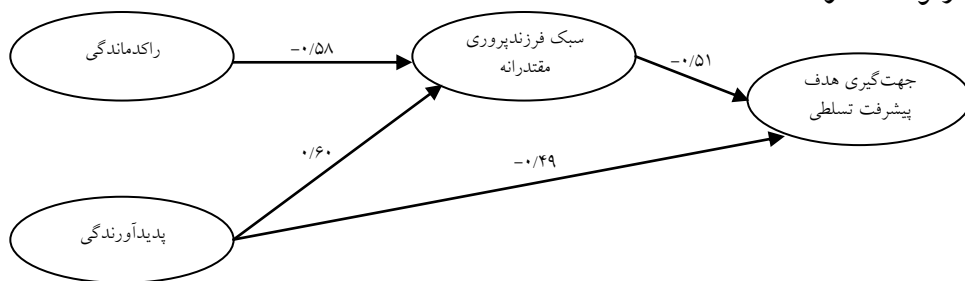 راکدماندگی
-۰/۵۸
سبک فرزندپروری
مقتدرانه
-۰/۵۱
جهت‌گیری هدف
پیشرفت تسلطی
۰/۶۰
-۰/۴۹
پدیدآورندگی